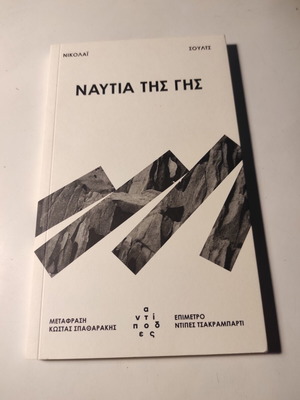 ΝΙΚΟΛΑΪ ΣΟΥΛΤΣ
ΝΑΥΤΙΑ ΤΗΣ ΓΗΣ
α
ντί
ποδ
ες
ΜΕΤΑΦΡΑΣΗ
ΚΩΣΤΑΣ ΣΠΑΘΑΡΑΚΗΣ
ΕΠΙΜΕΤΡΟ
ΝΤΙΠΕΣ ΤΣΑΚΡΑΜΠΑΡΤΙ